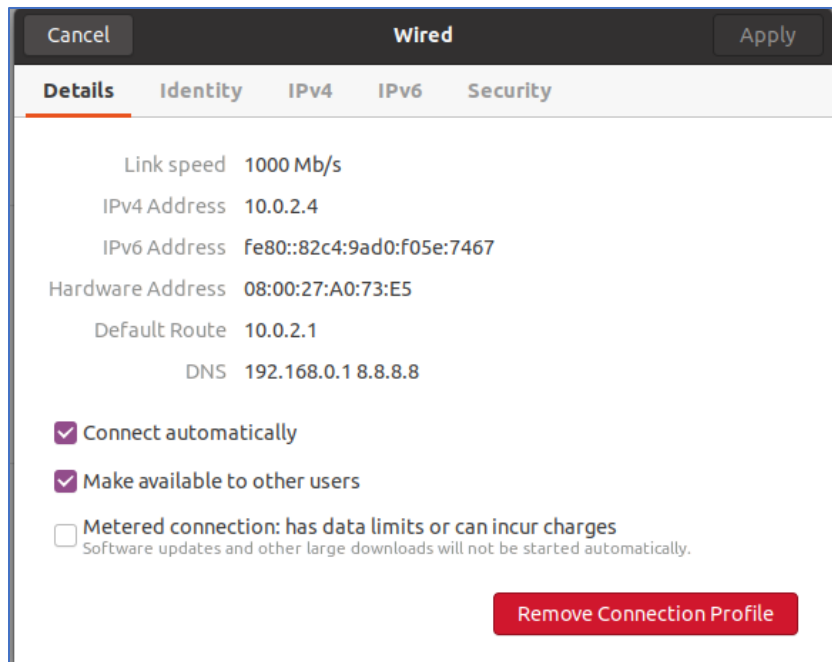 Cancel Wired Apply
Details Identity IPv4 IPv6 Security
Link speed 1000 Mb/s
IPv4 Address 10.0.2.4
IPv6 Address fe80::82c4:9ad0:f05e:7467
Hardware Address 08:00:27:A0:73:E5
Default Route 10.0.2.1
DNS 192.168.0.1 8.8.8.8
Connect automatically
Make available to other users
Metered connection: has data limits or can incur charges
Software updates and other large downloads will not be started automatically.
Remove Connection Profile